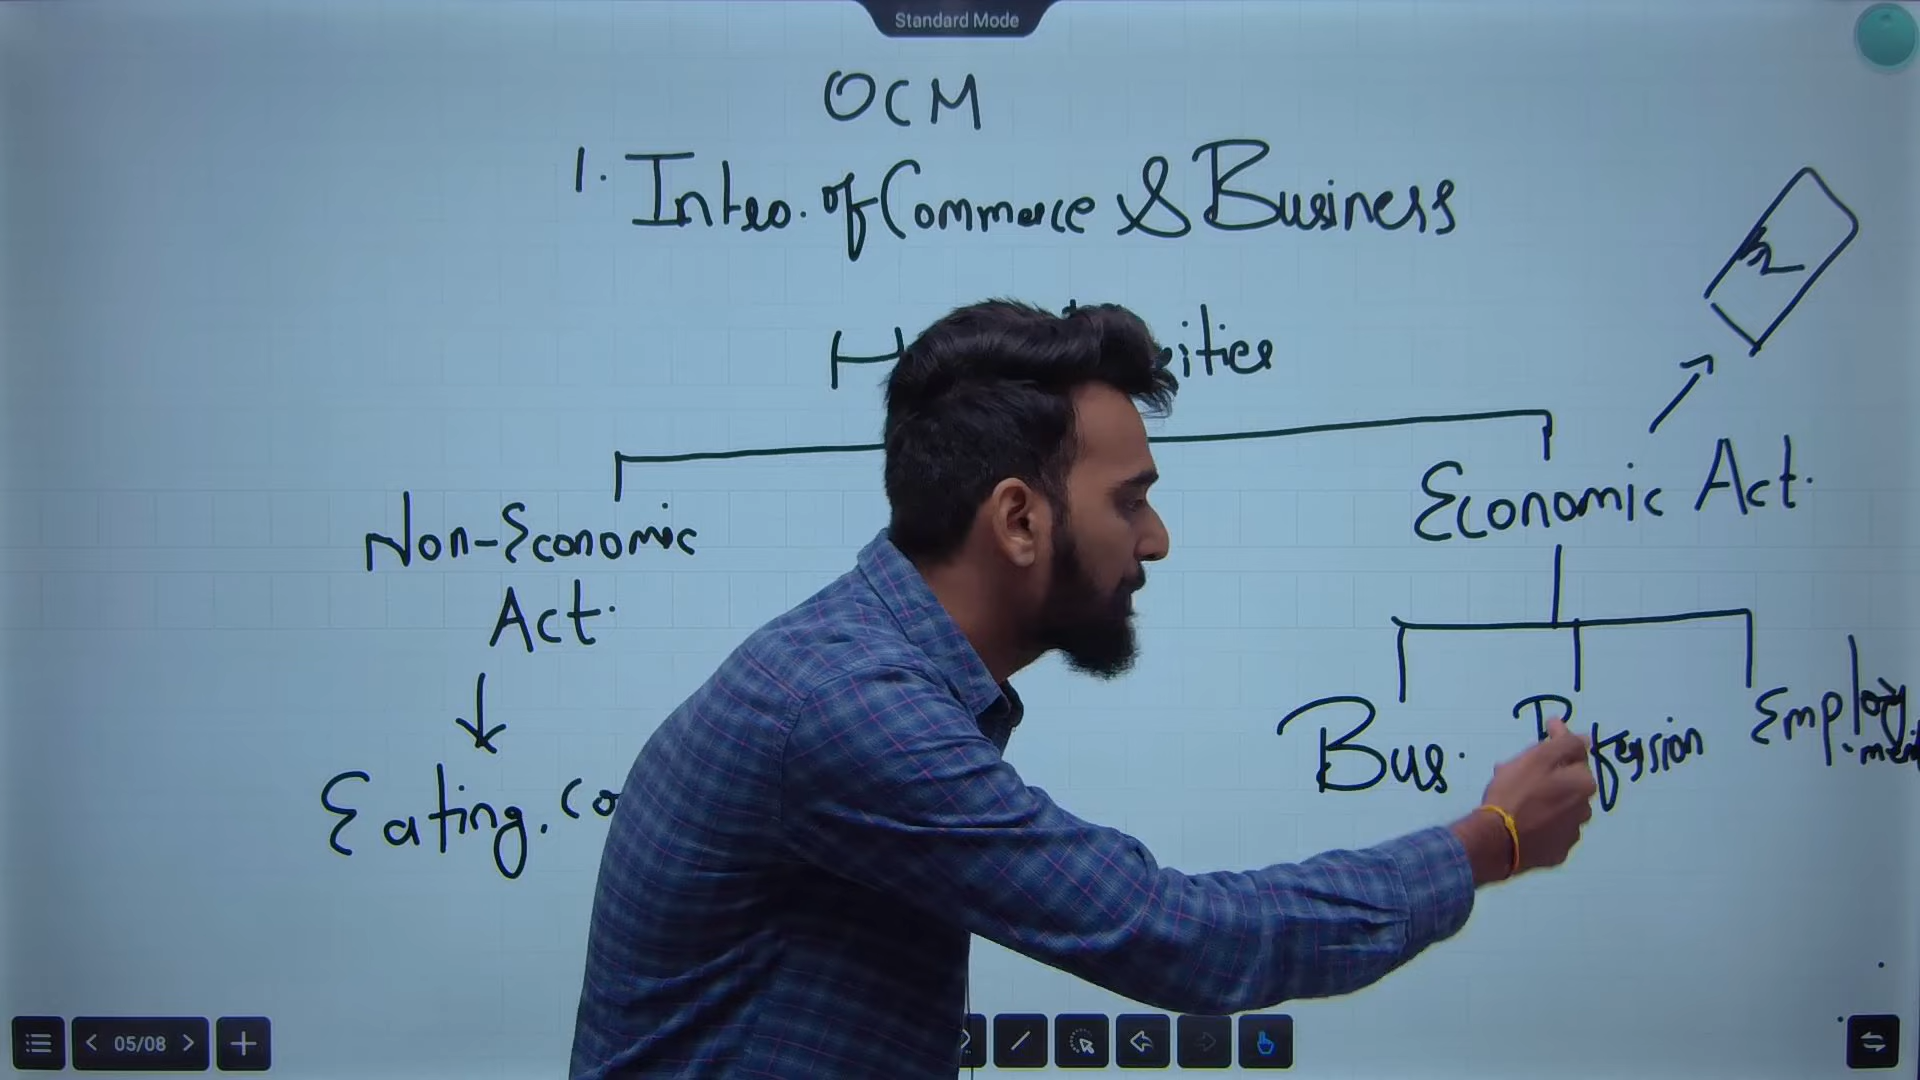 Standard Mode
OCM
1. Intro. of Commerce & Business
Non-Economic
Act.
Economic Act.
Bus.
Employ
Eating.
05/08